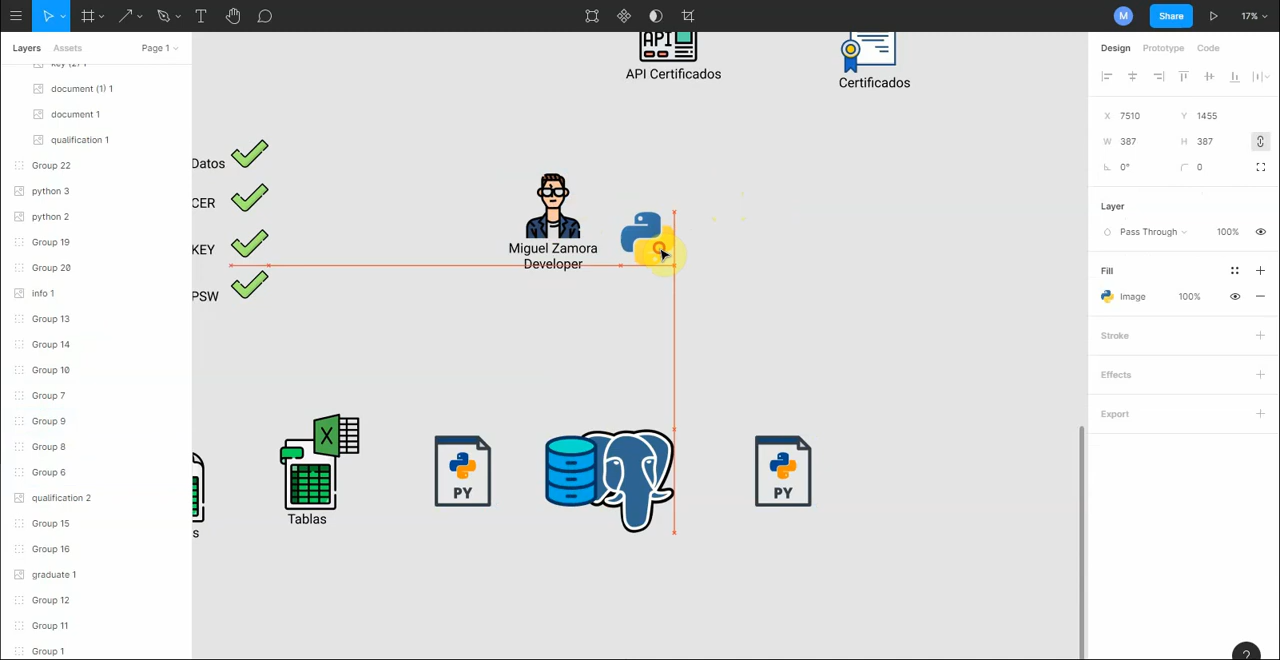 M
Share
17%
Layers
Assets
Page 1
document (1) 1
document 1
qualification 1
Group 22
python 3
python 2
Group 19
Group 20
info 1
Group 13
Group 14
Group 10
Group 7
Group 9
Group 8
Group 6
qualification 2
Group 15
Group 16
graduate 1
Group 12
Group 11
Group 1
API
API Certificados
Certificados
Datos
CER
KEY
PSW
Miguel Zamora
Developer
X
Tablas
s
PY
PY
Design
Prototype
Code
X 7510
Y 1455
W 387
H 387
0°
0
Layer
Pass Through
100%
Fill
Image
100%
Stroke
Effects
Export
?